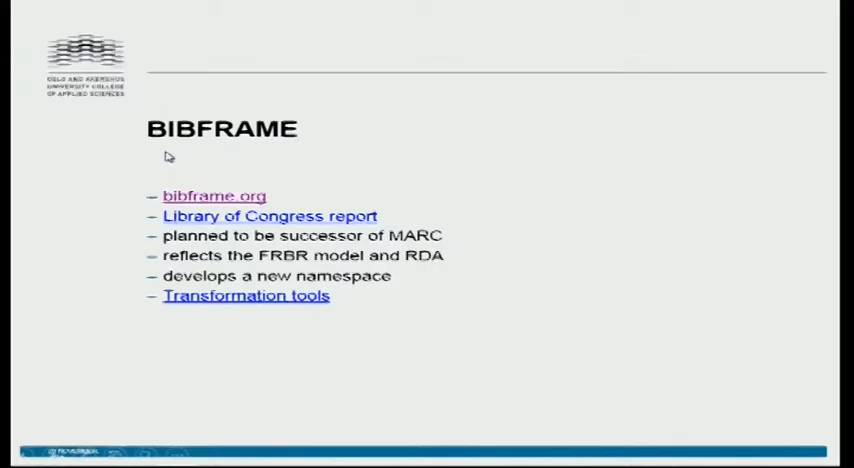 OSLO AND AKERSHUS
UNIVERSITY COLLEGE
OF APPLIED SCIENCES
BIBFRAME
– bibframe.org
– Library of Congress report
– planned to be successor of MARC
– reflects the FRBR model and RDA
– develops a new namespace
– Transformation tools